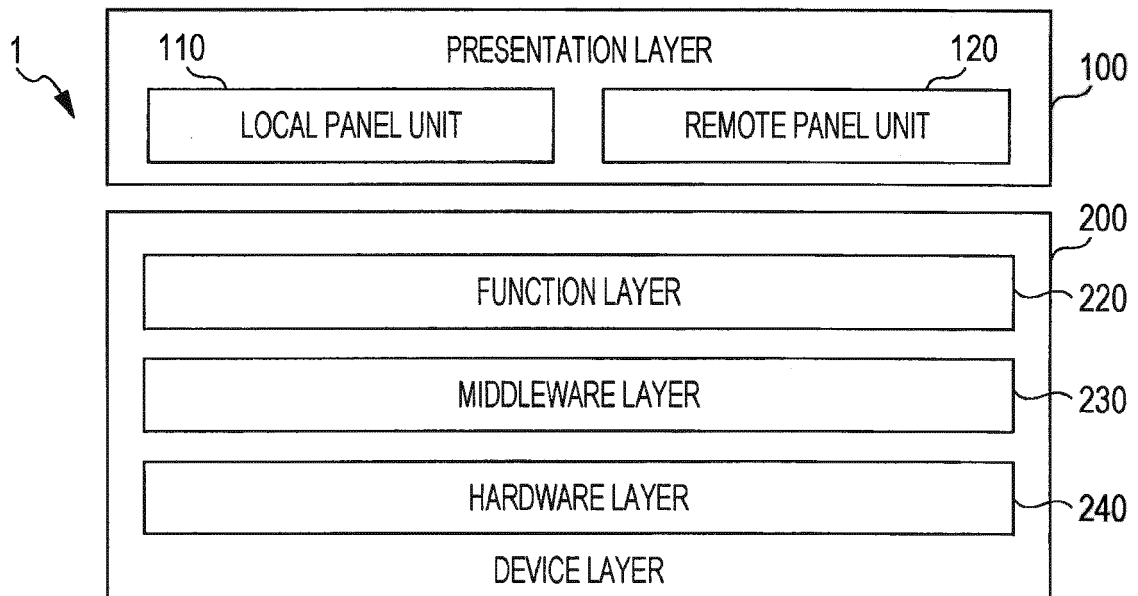 1
110
PRESENTATION LAYER
120
100
LOCAL PANEL UNIT
REMOTE PANEL UNIT
200
FUNCTION LAYER
220
MIDDLEWARE LAYER
230
HARDWARE LAYER
240
DEVICE LAYER